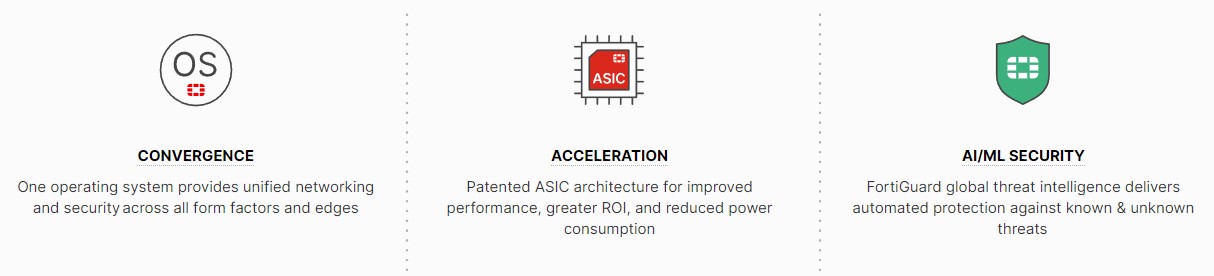 OS
CONVERGENCE
One operating system provides unified networking
and security across all form factors and edges
ASIC
ACCELERATION
Patented ASIC architecture for improved
performance, greater ROI, and reduced power
consumption
AI/ML SECURITY
FortiGuard global threat intelligence delivers
automated protection against known & unknown
threats